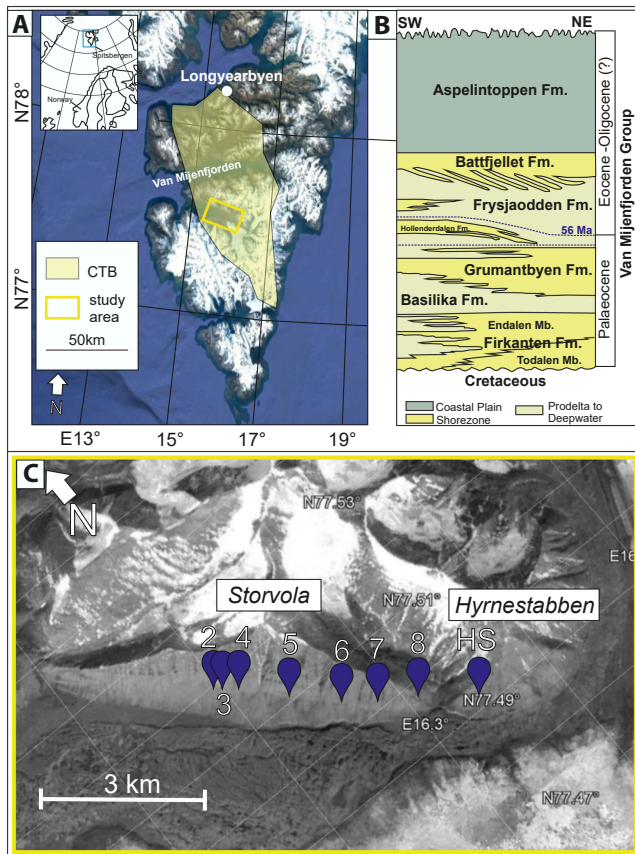 A
Spitsbergen
Norway
Longyearbyen
N78°
Van Mijenfjorden
N77°
CTB
study
area
50km
N
E13°
15°
17°
19°
B
SW
NE
Aspelintoppen Fm.
Battfjellet Fm.
Frysjaodden Fm.
Hollenderdalen Fm.
56 Ma
Grumantbyen Fm.
Basilika Fm.
Endalen Mb.
Firkanten Fm.
Todalen Mb.
Cretaceous
Eocene -Oligocene (?)
Palaeocene
Van Mijenfjorden Group
Coastal Plain
Shorezone
Prodelta to
Deepwater
C
N
N77.53°
E16
Storvola
N77.51°
Hyrnestabben
2
4
5
6
7
8
HS
3
N77.49°
E16.3°
3 km
N77.47°